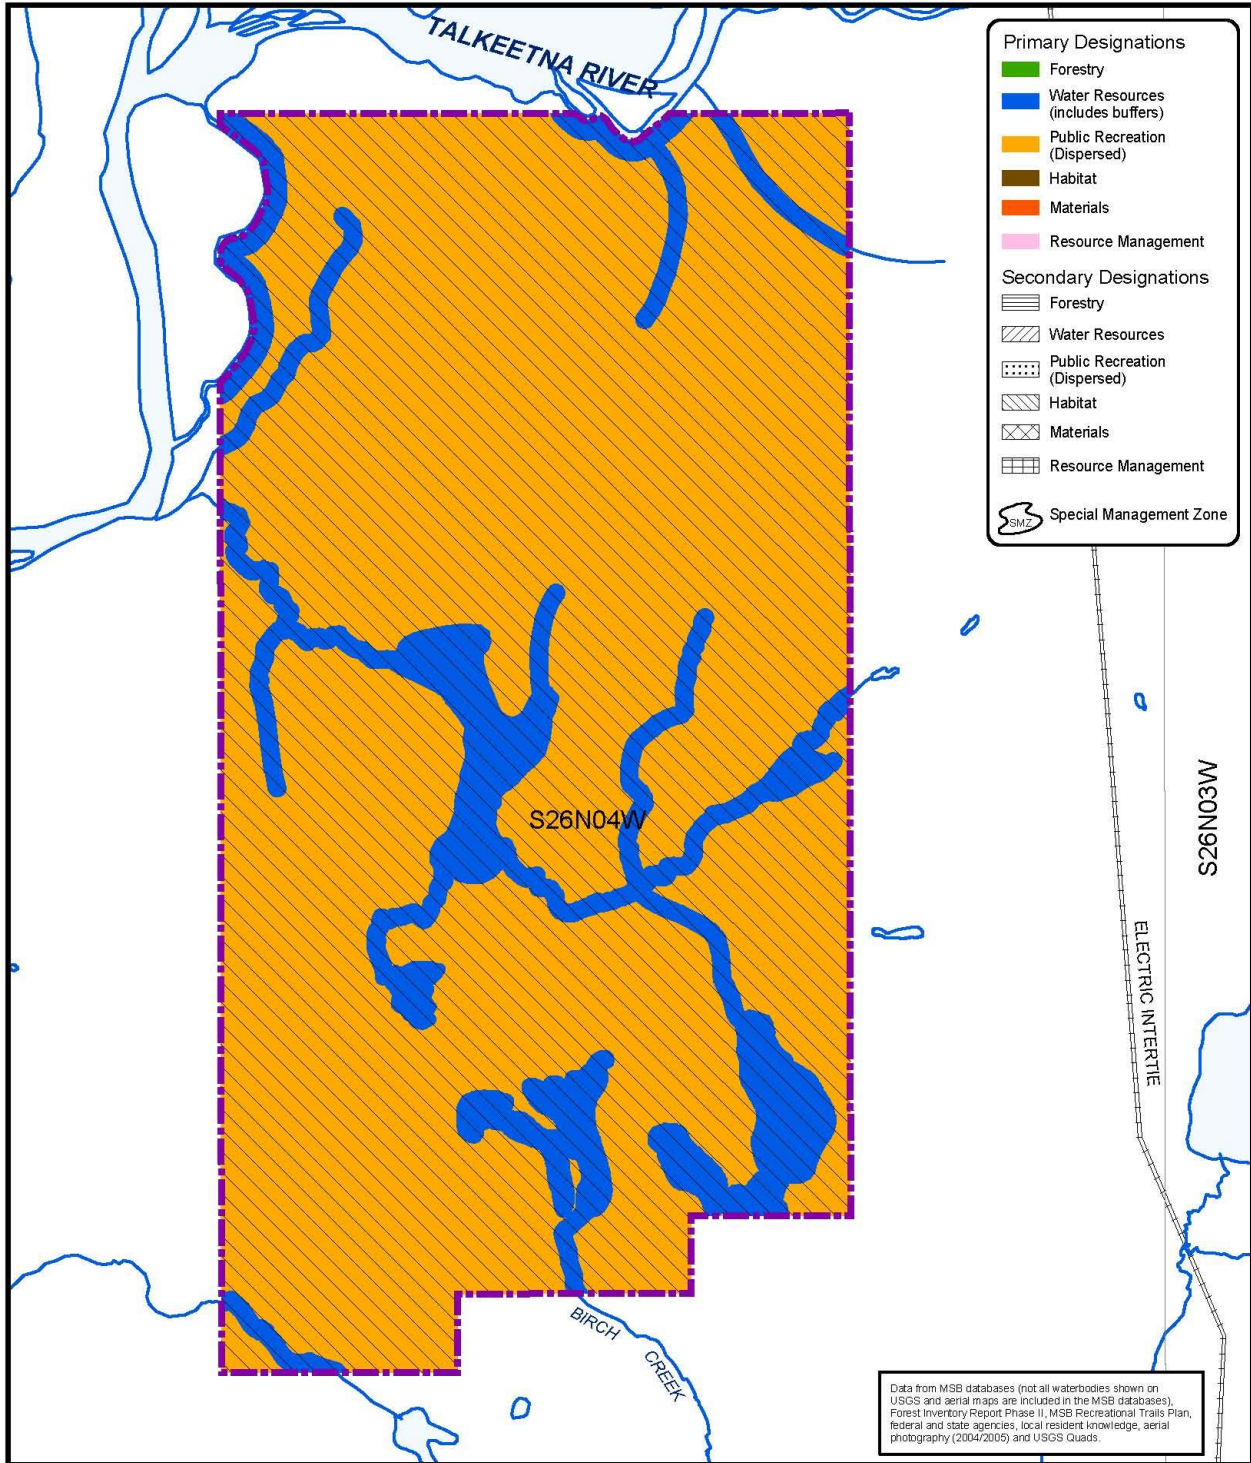 TALKEETNA RIVER
Primary Designations
Forestry
Water Resources
(includes buffers)
Public Recreation
(Dispersed)
Habitat
Materials
Resource Management
Secondary Designations
Forestry
Water Resources
Public Recreation
(Dispersed)
Habitat
Materials
Resource Management
SMZ
Special Management Zone
S26N04W
S26N03W
ELECTRIC INTERTIE
BIRCH
CREEK
Data from MSB databases (not all waterbodies shown on
USGS and aerial maps are included in the MSB databases),
Forest Inventory Report Phase II, MSB Recreational Trails Plan,
federal and state agencies, local resident knowledge, aerial
photography (2004/2005) and USGS Quads.